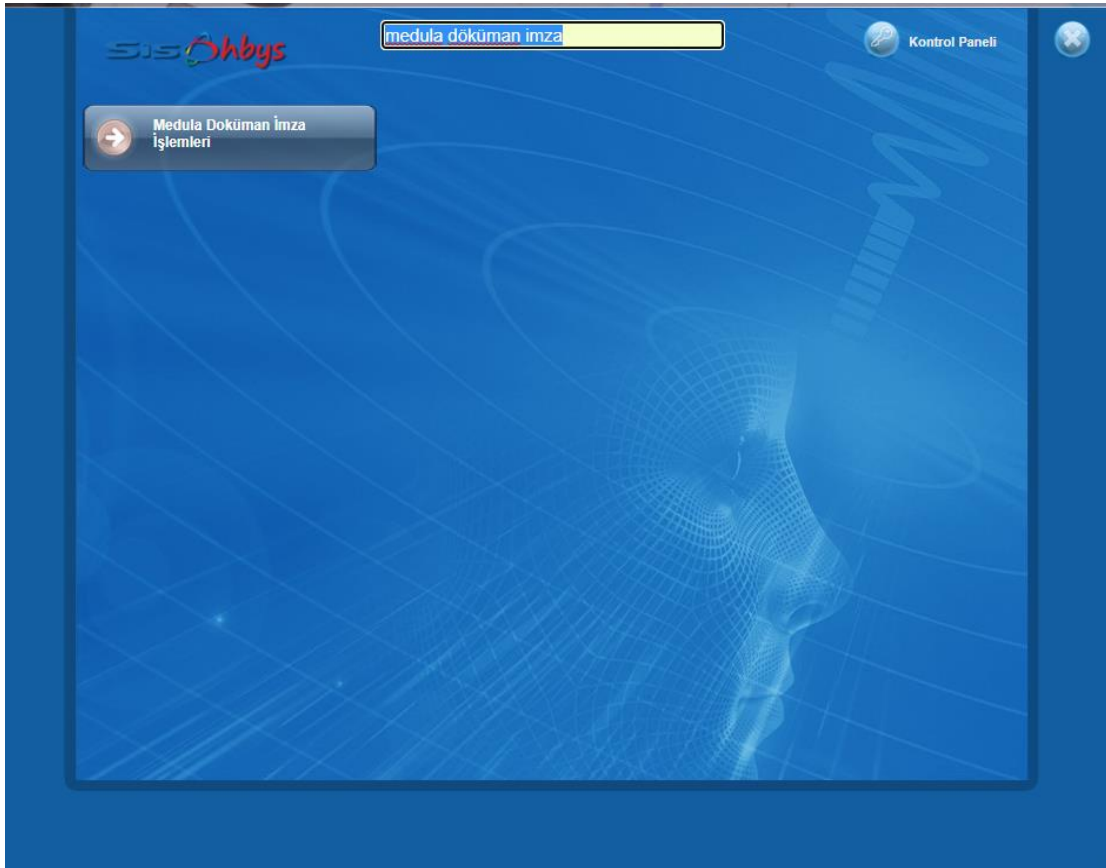 SisOhbys
medula döküman imza
Kontrol Paneli
Medula Doküman İmza
İşlemleri